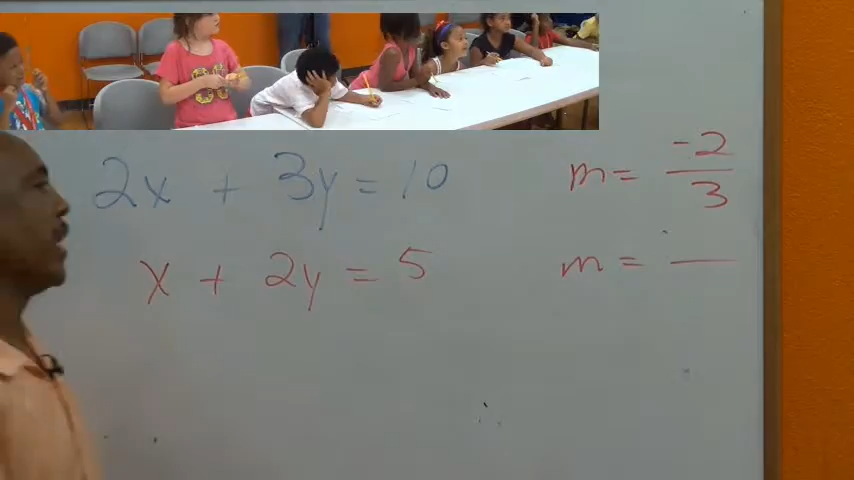 2x + 3y = 10
m = -2/3
x + 2y = 5
m = —